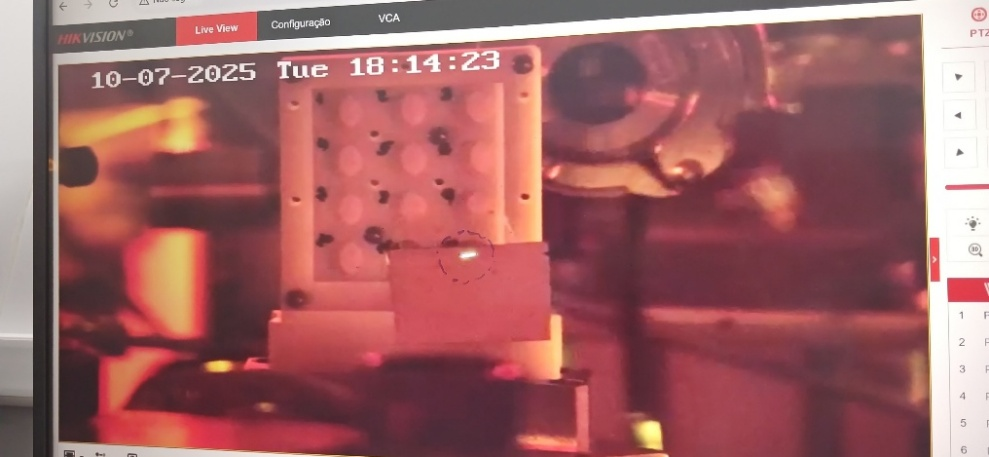 HIKVISION®
Live View
Configuração
VCA
PTZ
10-07-2025 Tue 18:14:23
1
2
3
4
5
6